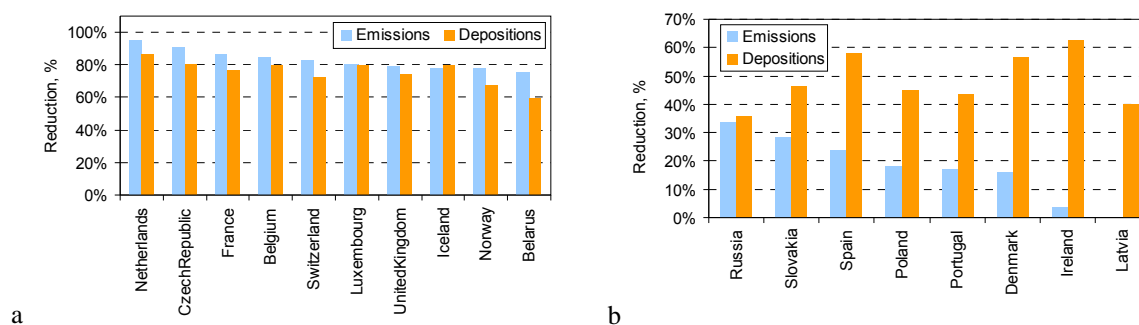 Reduction, %
100%
80%
60%
40%
20%
0%
Emissions
Depositions
Netherlands
CzechRepublic
France
Belgium
Switzerland
Luxembourg
UnitedKingdom
Iceland
Norway
Belarus
a
Reduction, %
70%
60%
50%
40%
30%
20%
10%
0%
Emissions
Depositions
Russia
Slovakia
Spain
Poland
Portugal
Denmark
Ireland
Latvia
b